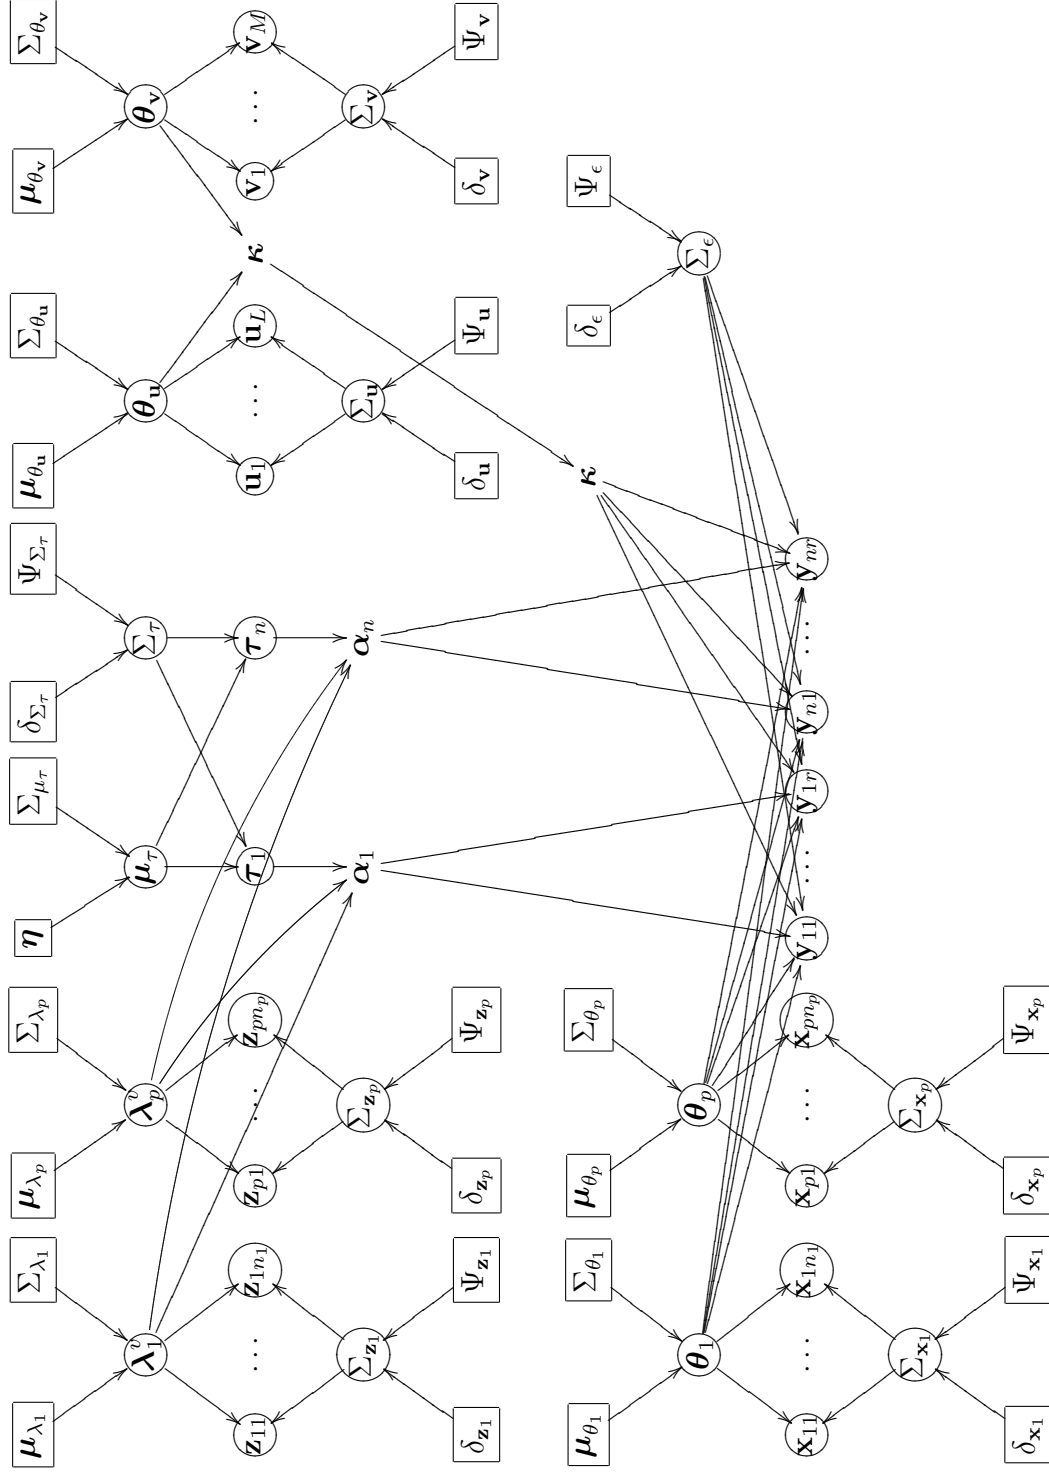 μ_{λ_1} Σ_{λ_1} μ_{λ_p} Σ_{λ_p} η Σ_{μ_τ} δ_{Σ_τ} Ψ_{Σ_τ} μ_{θ_u} Σ_{θ_u} μ_{θ_v} Σ_{θ_v}
λ_1^v λ_p^v μ_τ Σ_τ θ_u θ_v
z_{11} ... z_{1n_1} z_{p1} ... z_{pn_p} τ_1 τ_n u_1 ... u_L κ v_1 ... v_M
Σ_{z_1} Σ_{z_p} α_1 α_n Σ_u Σ_v
δ_{z_1} Ψ_{z_1} δ_{z_p} Ψ_{z_p} δ_u Ψ_u δ_v Ψ_v
μ_{θ_1} Σ_{θ_1} μ_{θ_p} Σ_{θ_p} κ δ_ϵ Ψ_ϵ
θ_1 θ_p Σ_ϵ
x_{11} ... x_{1n_1} x_{p1} ... x_{pn_p} y_{11} ... y_{1r} y_{n1} ... y_{nr}
Σ_{x_1} Σ_{x_p}
δ_{x_1} Ψ_{x_1} δ_{x_p} Ψ_{x_p}